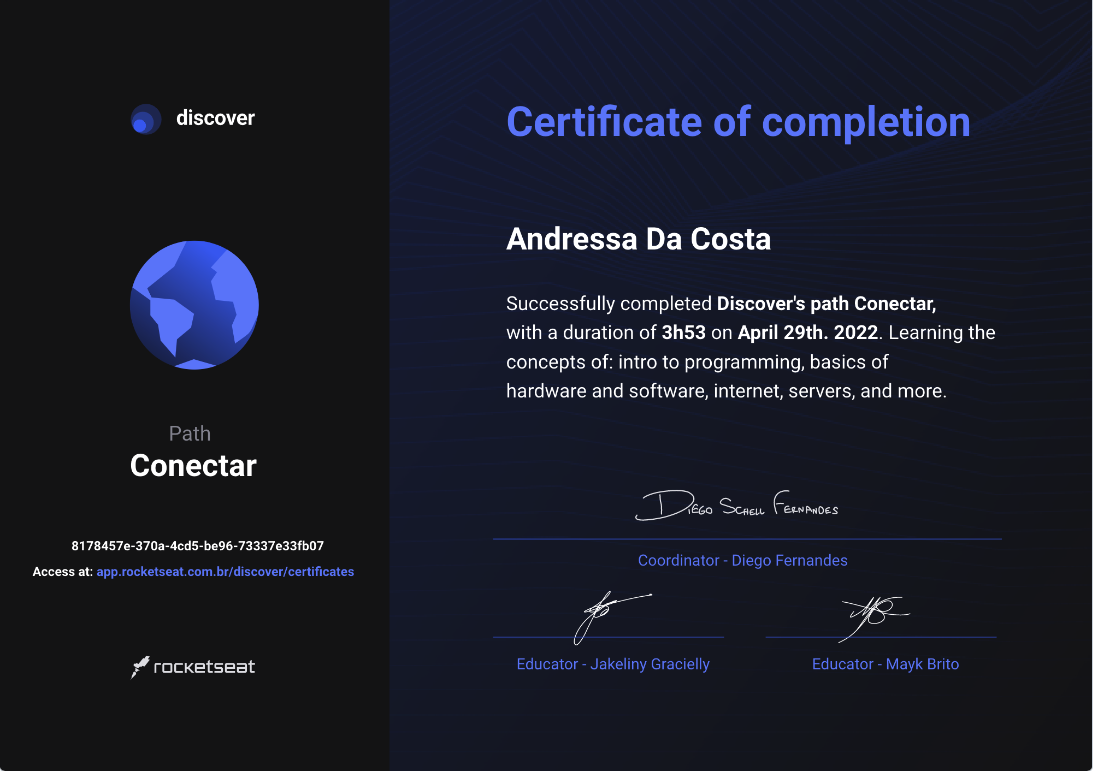 discover
Path
Conectar
8178457e-370a-4cd5-be96-73337e33fb07
Access at: app.rocketseat.com.br/discover/certificates
rocketseat
Certificate of completion
Andressa Da Costa
Successfully completed Discover's path Conectar,
with a duration of 3h53 on April 29th. 2022. Learning the
concepts of: intro to programming, basics of
hardware and software, internet, servers, and more.
Diego Schell Fernandes
Coordinator - Diego Fernandes
Educator - Jakeliny Gracielly
Educator - Mayk Brito